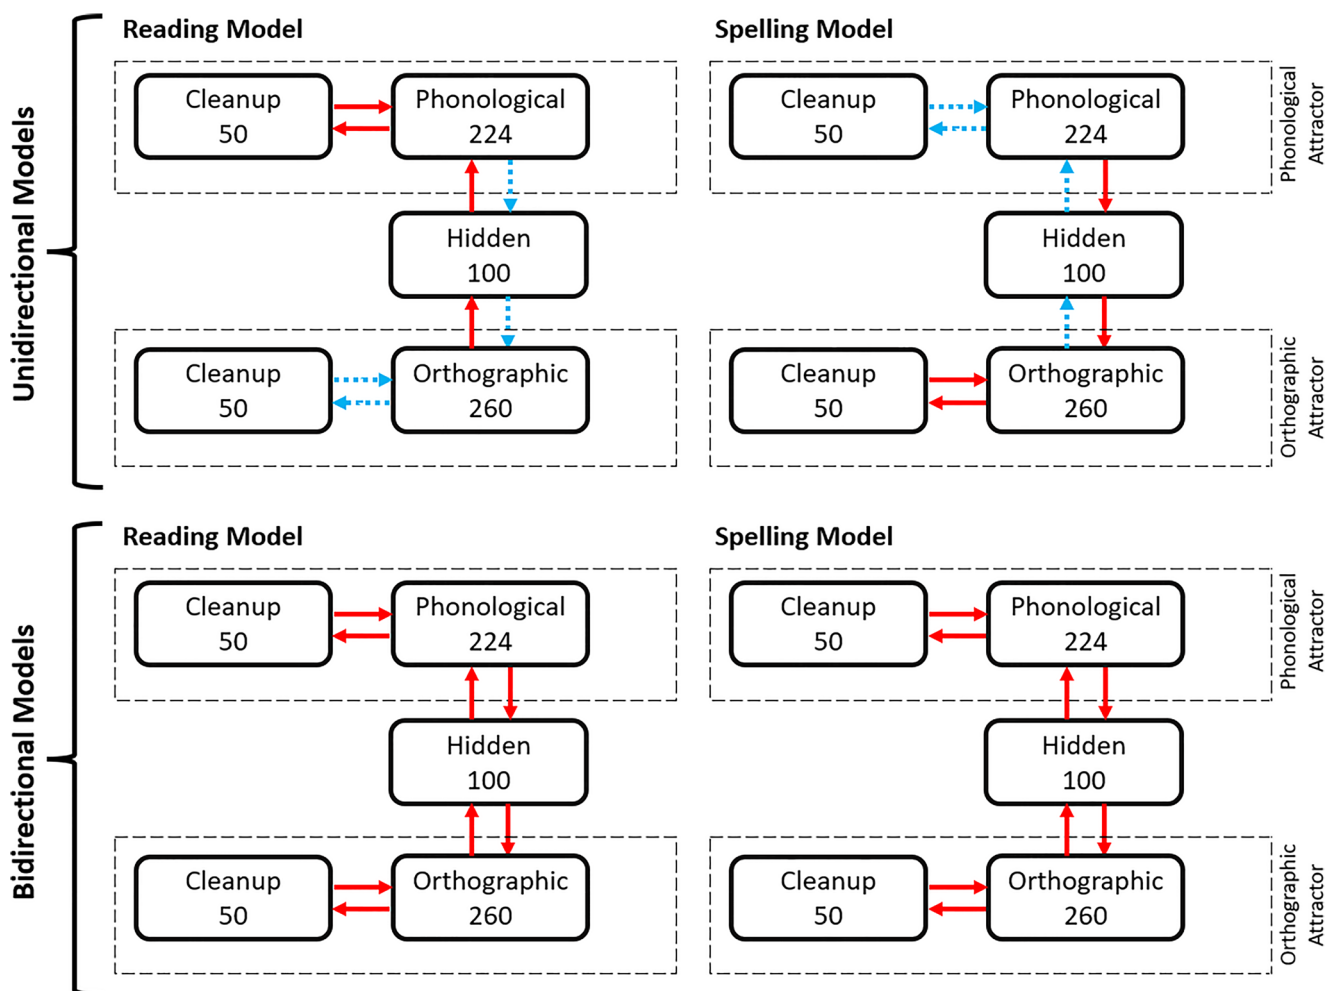 Unidirectional Models
Reading Model
Cleanup
50
Phonological
224
Hidden
100
Cleanup
50
Orthographic
260
Spelling Model
Cleanup
50
Phonological
224
Hidden
100
Cleanup
50
Orthographic
260
Phonological
Attractor
Orthographic
Attractor
Bidirectional Models
Reading Model
Cleanup
50
Phonological
224
Hidden
100
Cleanup
50
Orthographic
260
Spelling Model
Cleanup
50
Phonological
224
Hidden
100
Cleanup
50
Orthographic
260
Phonological
Attractor
Orthographic
Attractor